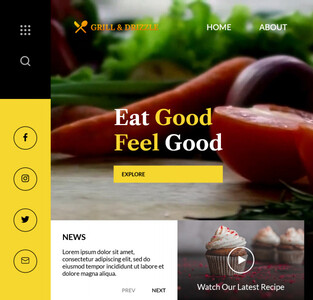 GRILL & DRIZZLE
HOME
ABOUT
Eat Good
Feel Good
EXPLORE
NEWS
Lorem ipsum dolor sit amet,
consectetur adipiscing elit, sed do
eiusmod tempor incididunt ut labore et
dolore magna aliqua.
PREV
NEXT
Watch Our Latest Recipe